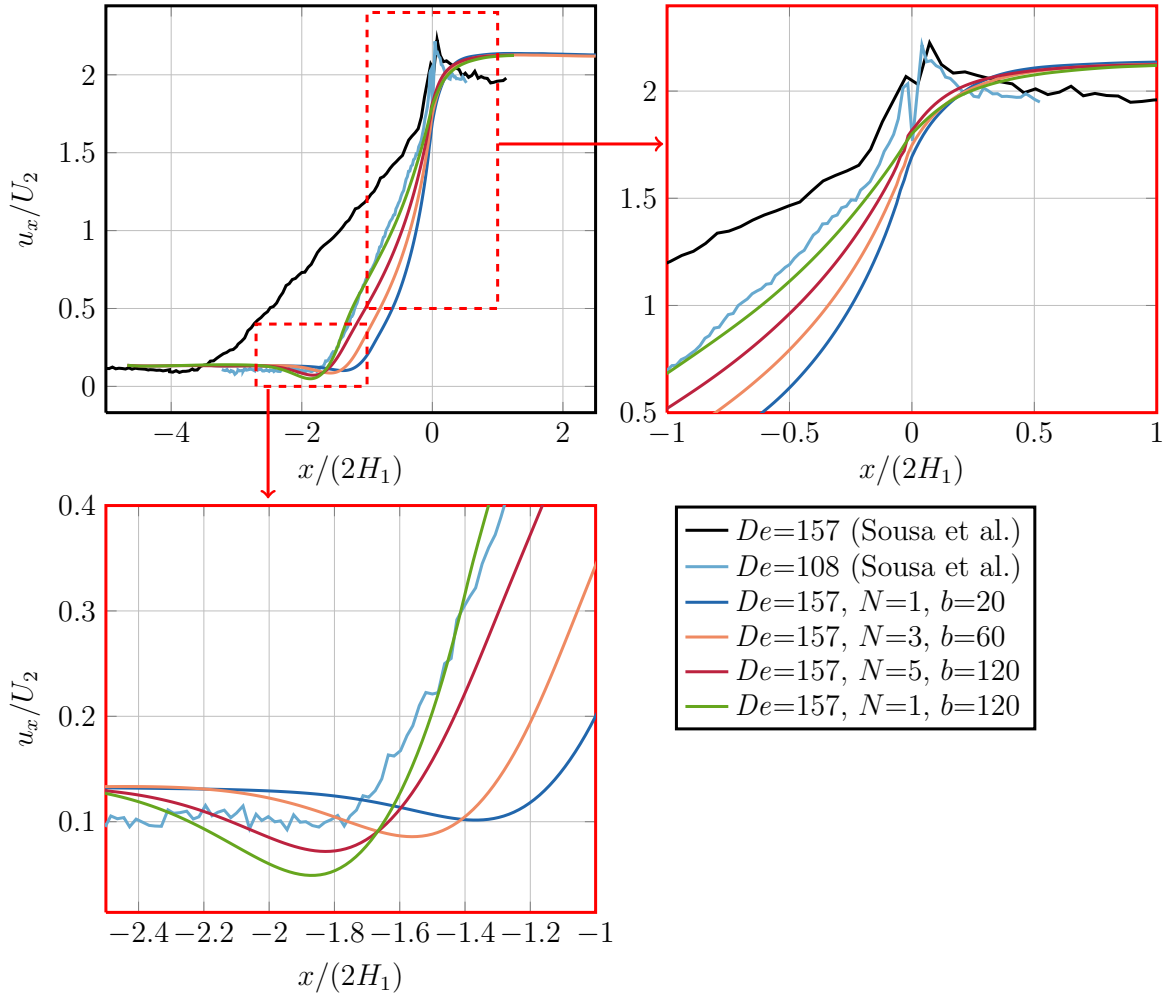 u_x/U_2
2
1.5
1
0.5
0
−4
−2
0
2
x/(2H_1)
2
1.5
1
0.5
−1
−0.5
0
0.5
1
x/(2H_1)
u_x/U_2
0.4
0.3
0.2
0.1
−2.4
−2.2
−2
−1.8
−1.6
−1.4
−1.2
−1
x/(2H_1)
De=157 (Sousa et al.)
De=108 (Sousa et al.)
De=157, N=1, b=20
De=157, N=3, b=60
De=157, N=5, b=120
De=157, N=1, b=120